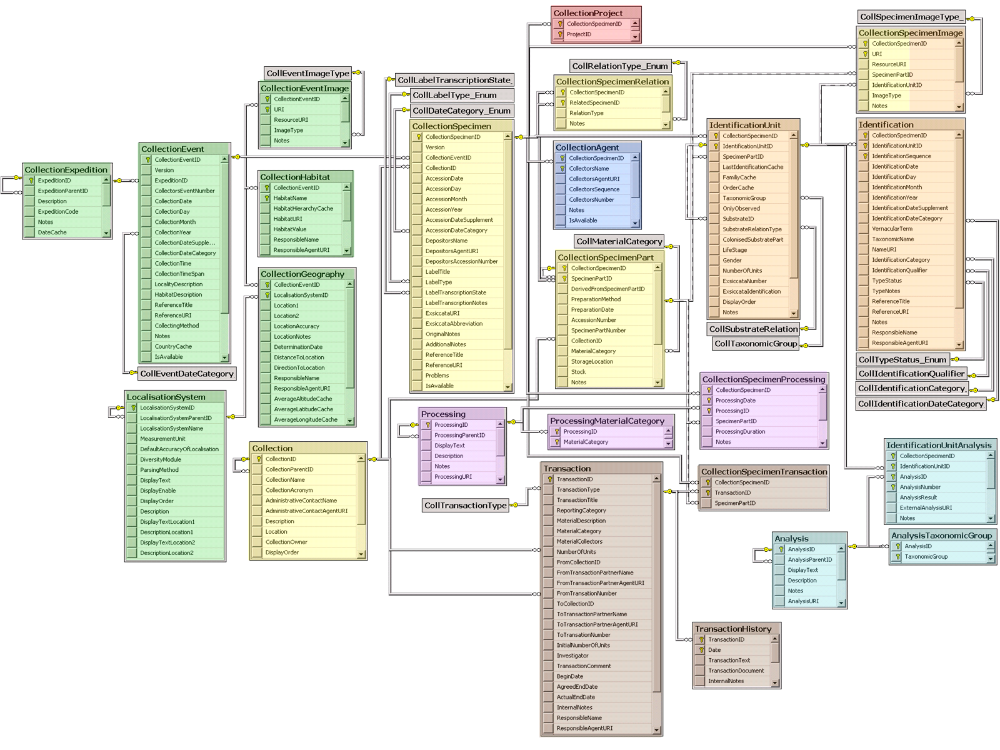 CollectionProject
CollectionSpecimenID
ProjectID
CollSpecimenImageType_
CollectionSpecimenImage
CollectionSpecimenID
URI
ResourceURI
SpecimenPartID
IdentificationUnitID
ImageType
Notes
CollEventImageType
CollectionEventImage
CollectionEventID
URI
ResourceURI
ImageType
Notes
CollLabelTranscriptionState_
CollLabelType_Enum
CollDateCategory_Enum
CollectionSpecimen
CollectionSpecimenID
Version
CollectionEventID
CollectionID
AccessionDate
AccessionDay
AccessionMonth
AccessionYear
AccessionDateSupplement
AccessionDateCategory
DepositorsName
DepositorsAgentURI
DepositorsAccessionNumber
LabelTitle
LabelType
LabelTranscriptionState
LabelTranscriptionNotes
ExsiccataURI
ExsiccataAbbreviation
OriginalNotes
AdditionalNotes
ReferenceTitle
ReferenceURI
Problems
IsAvailable
CollRelationType_Enum
CollectionSpecimenRelation
CollectionSpecimenID
RelatedSpecimenID
RelationType
Notes
CollectionAgent
CollectionSpecimenID
CollectorsName
CollectorsAgentURI
CollectorsSequence
CollectorsNumber
Notes
IsAvailable
CollMaterialCategory
CollectionSpecimenPart
CollectionSpecimenID
SpecimenPartID
DerivedFromSpecimenPartID
PreparationMethod
PreparationDate
AccessionNumber
SpecimenPartNumber
CollectionID
MaterialCategory
StorageLocation
Stock
Notes
IdentificationUnit
CollectionSpecimenID
IdentificationUnitID
SpecimenPartID
LastIdentificationCache
FamiliyCache
OrderCache
TaxonomicGroup
OnlyObserved
SubstrateID
SubstrateRelationType
ColonisedSubstratePart
LifeStage
Gender
NumberOfUnits
ExsiccataNumber
ExsiccataIdentification
DisplayOrder
Notes
CollSubstrateRelation
CollTaxonomicGroup
Identification
CollectionSpecimenID
IdentificationUnitID
IdentificationSequence
IdentificationDate
IdentificationDay
IdentificationMonth
IdentificationYear
IdentificationDateSupplement
IdentificationDateCategory
VernacularTerm
TaxonomicName
NameURI
IdentificationCategory
IdentificationQualifier
TypeStatus
TypeNotes
ReferenceTitle
ReferenceURI
Notes
ResponsibleName
ResponsibleAgentURI
CollTypeStatus_Enum
CollIdentificationQualifier
CollIdentificationCategory_
CollIdentificationDateCategory_
CollectionExpedition
ExpeditionID
ExpeditionParentID
Description
ExpeditionCode
Notes
DateCache
CollectionEvent
CollectionEventID
Version
ExpeditionID
CollectorsEventNumber
CollectionDate
CollectionDay
CollectionMonth
CollectionYear
CollectionDateSupple...
CollectionDateCategory
CollectionTime
CollectionTimeSpan
LocalityDescription
HabitatDescription
ReferenceTitle
ReferenceURI
CollectingMethod
Notes
CountryCache
IsAvailable
CollEventDateCategory_
CollectionHabitat
CollectionEventID
HabitatName
HabitatHierarchyCache
HabitatURI
HabitatValue
ResponsibleName
ResponsibleAgentURI
CollectionGeography
CollectionEventID
LocalisationSystemID
Location1
Location2
LocationAccuracy
LocationNotes
DeterminationDate
DistanceToLocation
DirectionToLocation
ResponsibleName
ResponsibleAgentURI
AverageAltitudeCache
AverageLatitudeCache
AverageLongitudeCache
LocalisationSystem
LocalisationSystemID
LocalisationSystemParentID
LocalisationSystemName
MeasurementUnit
DefaultAccuracyOfLocalisation
DiversityModule
ParsingMethod
DisplayText
DisplayEnable
DisplayOrder
Description
DisplayTextLocation1
DescriptionLocation1
DisplayTextLocation2
DescriptionLocation2
Collection
CollectionID
CollectionParentID
CollectionName
CollectionAcronym
AdministrativeContactName
AdministrativeContactAgentURI
Description
Location
CollectionOwner
DisplayOrder
Processing
ProcessingID
ProcessingParentID
DisplayText
Description
Notes
ProcessingURI
ProcessingMaterialCategory
ProcessingID
MaterialCategory
CollectionSpecimenProcessing
CollectionSpecimenID
ProcessingDate
ProcessingID
SpecimenPartID
ProcessingDuration
Notes
CollTransactionType
Transaction
TransactionID
TransactionType
TransactionTitle
ReportingCategory
MaterialDescription
MaterialCategory
MaterialCollectors
NumberOfUnits
FromCollectionID
FromTransactionPartnerName
FromTransactionPartnerAgentURI
FromTransationNumber
ToCollectionID
ToTransactionPartnerName
ToTransactionPartnerAgentURI
ToTransationNumber
InitialNumberOfUnits
Investigator
TransactionComment
BeginDate
AgreedEndDate
ActualEndDate
InternalNotes
ResponsibleName
ResponsibleAgentURI
CollectionSpecimenTransaction
CollectionSpecimenID
TransactionID
SpecimenPartID
IdentificationUnitAnalysis
CollectionSpecimenID
IdentificationUnitID
AnalysisID
AnalysisNumber
AnalysisResult
ExternalAnalysisURI
Notes
Analysis
AnalysisID
AnalysisParentID
DisplayText
Description
Notes
AnalysisURI
AnalysisTaxonomicGroup
AnalysisID
TaxonomicGroup
TransactionHistory
TransactionID
Date
TransactionText
TransactionDocument
InternalNotes